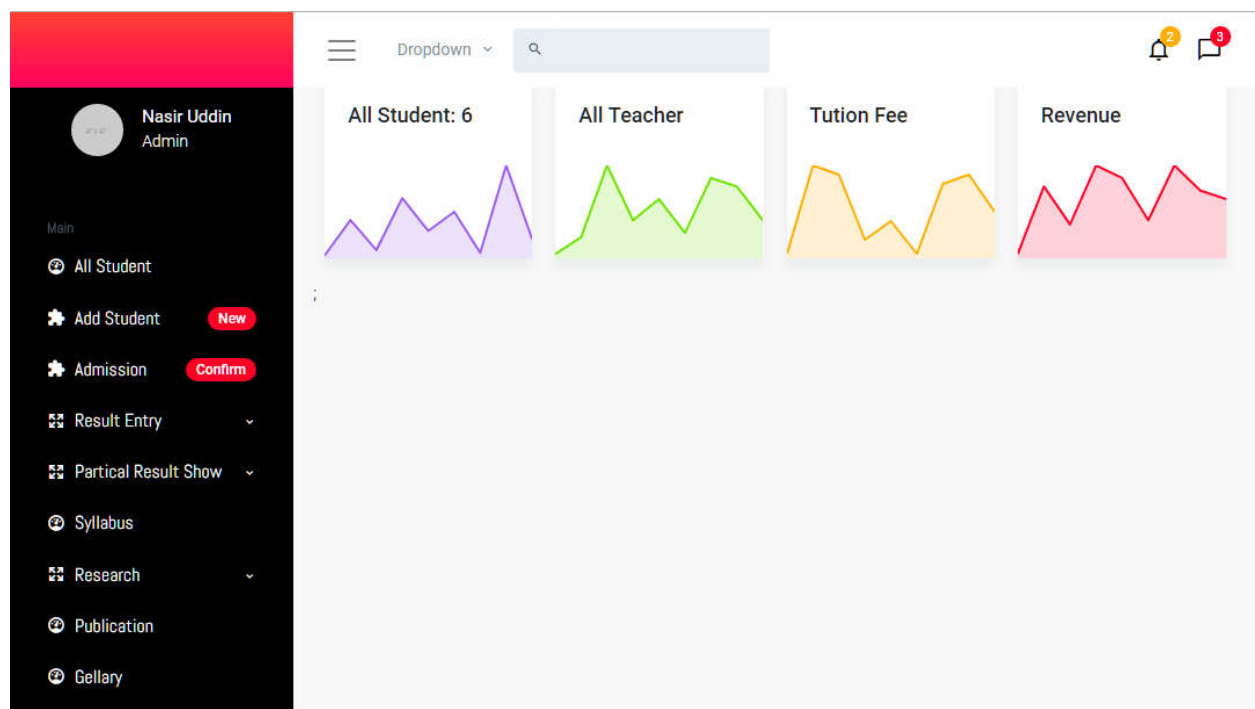 Dropdown
2
3
Nasir Uddin
Admin
All Student: 6
All Teacher
Tution Fee
Revenue
Main
All Student
Add Student New
Admission Confirm
Result Entry
Partical Result Show
Syllabus
Research
Publication
Gellary
;